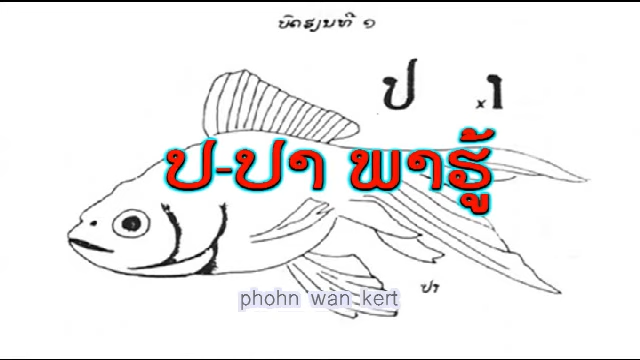 ບົດຮຽນທີ ໑
ປ x າ
ປ-ປາ ພາຮູ້
ປາ
phohn wan kert